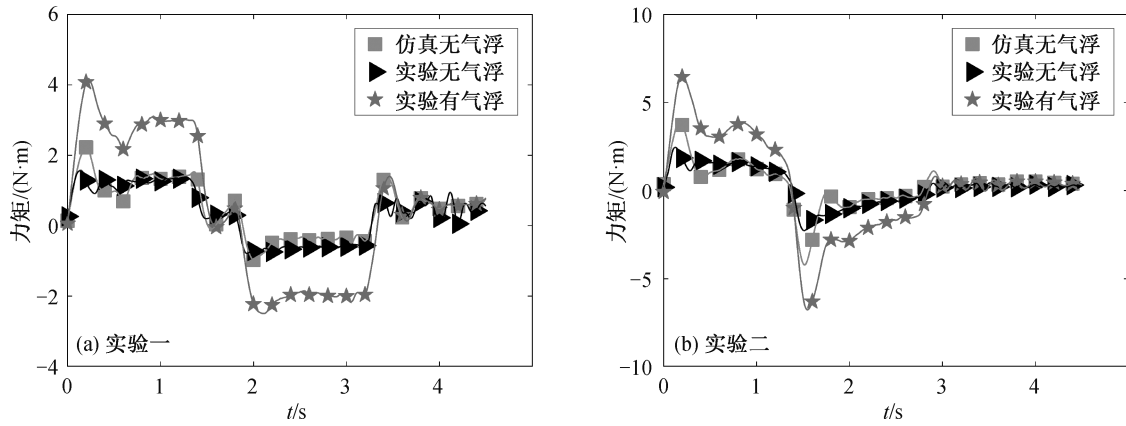 6
4
2
0
−2
−4
力矩/(N·m)
仿真无气浮
实验无气浮
实验有气浮
(a) 实验一
0 1 2 3 4
t/s
10
5
0
−5
−10
力矩/(N·m)
仿真无气浮
实验无气浮
实验有气浮
(b) 实验二
0 1 2 3 4
t/s